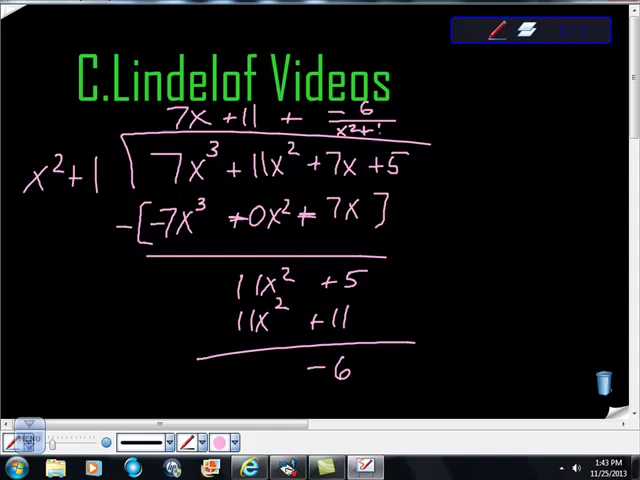 C.Lindelof Videos
7x + 11 + -6/(x²+1)
x² + 1 7x³ + 11x² + 7x + 5
-[-7x³ +0x² + 7x ]
11x² + 5
11x² + 11
- 6
MENU
1:43 PM
11/25/2013